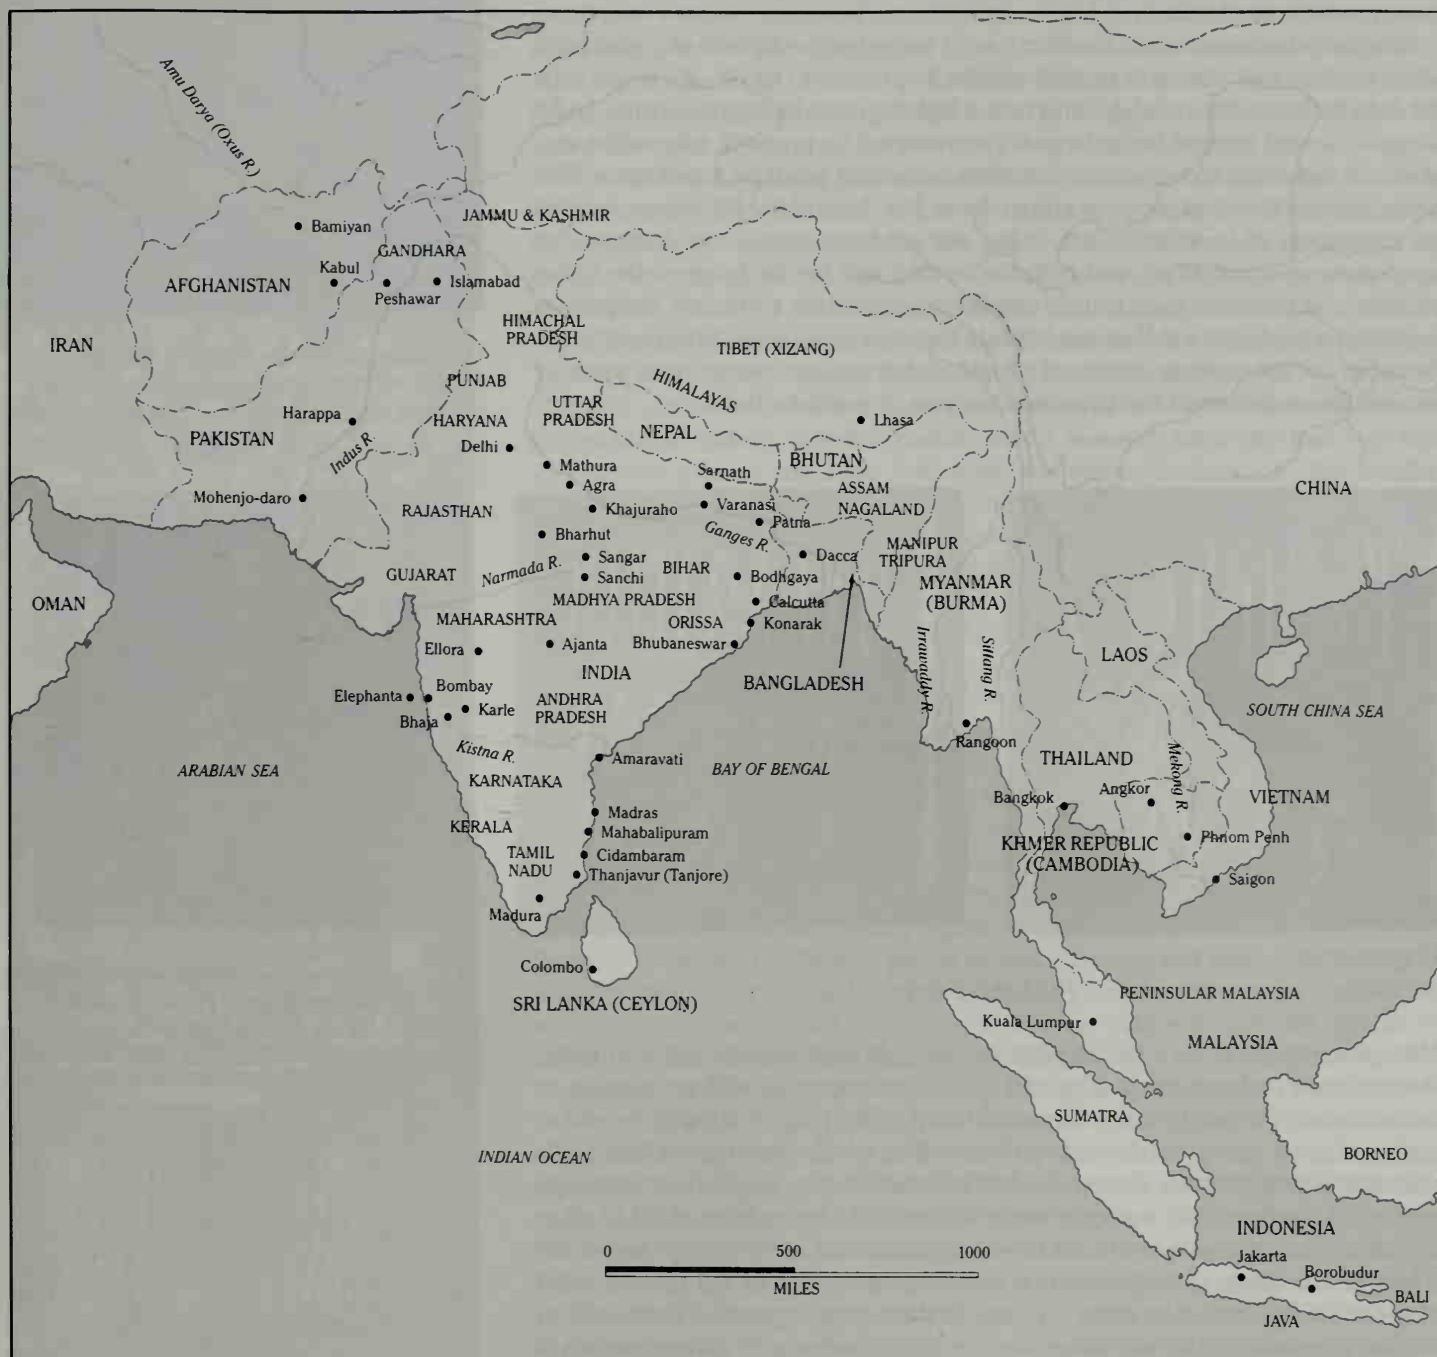 Amu Darya (Oxus R.)
JAMMU & KASHMIR
Bamiyan
GANDHARA
Kabul
AFGHANISTAN
Islamabad
Peshawar
HIMACHAL
PRADESH
IRAN
TIBET (XIZANG)
PUNJAB
HIMALAYAS
UTTAR
PRADESH
Harappa
HARYANA
Lhasa
PAKISTAN
Indus R.
NEPAL
Delhi
BHUTAN
Mathura
Sarnath
Agra
ASSAM
NAGALAND
CHINA
Mohenjo-daro
RAJASTHAN
Khajuraho
Varanasi
Patna
Bharhut
Ganges R.
MANIPUR
TRIPURA
Sangar
Dacca
GUJARAT
Narmada R.
Sanchi
BIHAR
Bodhgaya
MYANMAR
(BURMA)
OMAN
MADHYA PRADESH
Calcutta
MAHARASHTRA
ORISSA
Konarak
Ellora
Ajanta
Bhubaneswar
Irrawaddy R.
Sittang R.
LAOS
INDIA
BANGLADESH
Elephanta
Bombay
ANDHRA
PRADESH
Karle
Bhaja
SOUTH CHINA SEA
Rangoon
Kistna R.
Amaravati
THAILAND
Mekong R.
ARABIAN SEA
BAY OF BENGAL
KARNATAKA
Bangkok
Angkor
VIETNAM
Madras
KERALA
Mahabalipuram
KHMER REPUBLIC
(CAMBODIA)
Phnom Penh
TAMIL
NADU
Cidambaram
Thanjavur (Tanjore)
Saigon
Madura
Colombo
SRI LANKA (CEYLON)
PENINSULAR MALAYSIA
Kuala Lumpur
MALAYSIA
SUMATRA
INDIAN OCEAN
BORNEO
INDONESIA
0 500 1000
MILES
Jakarta
Borobudur
BALI
JAVA